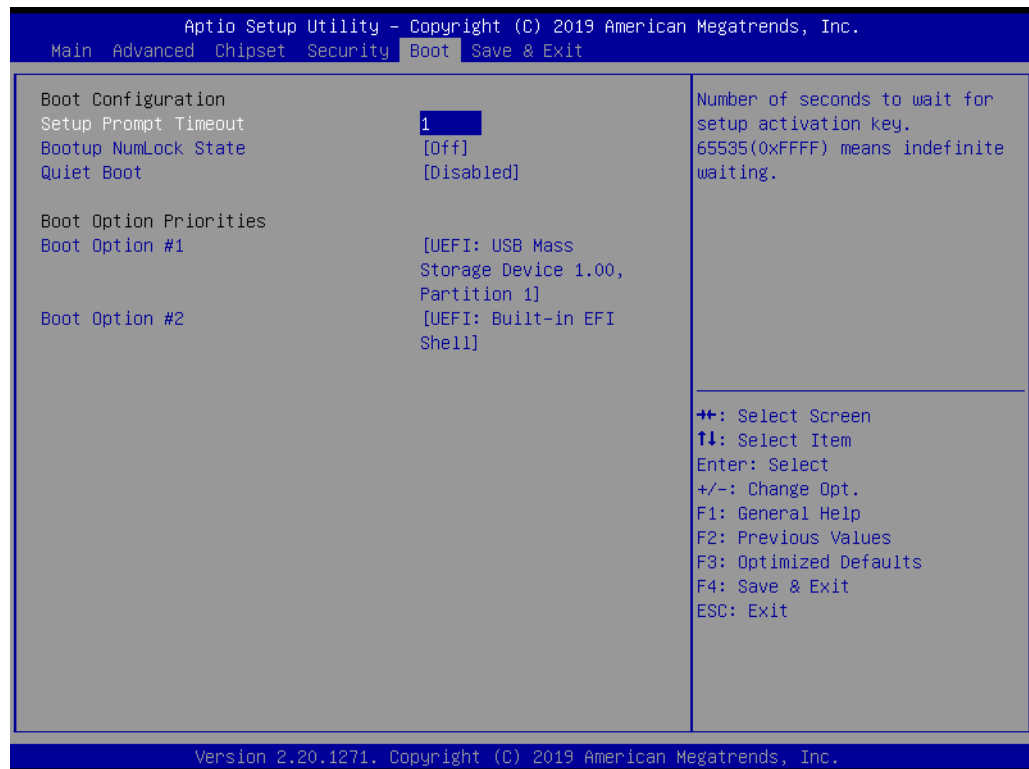 Aptio Setup Utility – Copyright (C) 2019 American Megatrends, Inc.
Main Advanced Chipset Security Boot Save & Exit
Boot Configuration
Setup Prompt Timeout 1
Bootup NumLock State [Off]
Quiet Boot [Disabled]
Boot Option Priorities
Boot Option #1 [UEFI: USB Mass
Storage Device 1.00,
Partition 1]
Boot Option #2 [UEFI: Built-in EFI
Shell]
Number of seconds to wait for
setup activation key.
65535(0xFFFF) means indefinite
waiting.
→←: Select Screen
↑↓: Select Item
Enter: Select
+/-: Change Opt.
F1: General Help
F2: Previous Values
F3: Optimized Defaults
F4: Save & Exit
ESC: Exit
Version 2.20.1271. Copyright (C) 2019 American Megatrends, Inc.